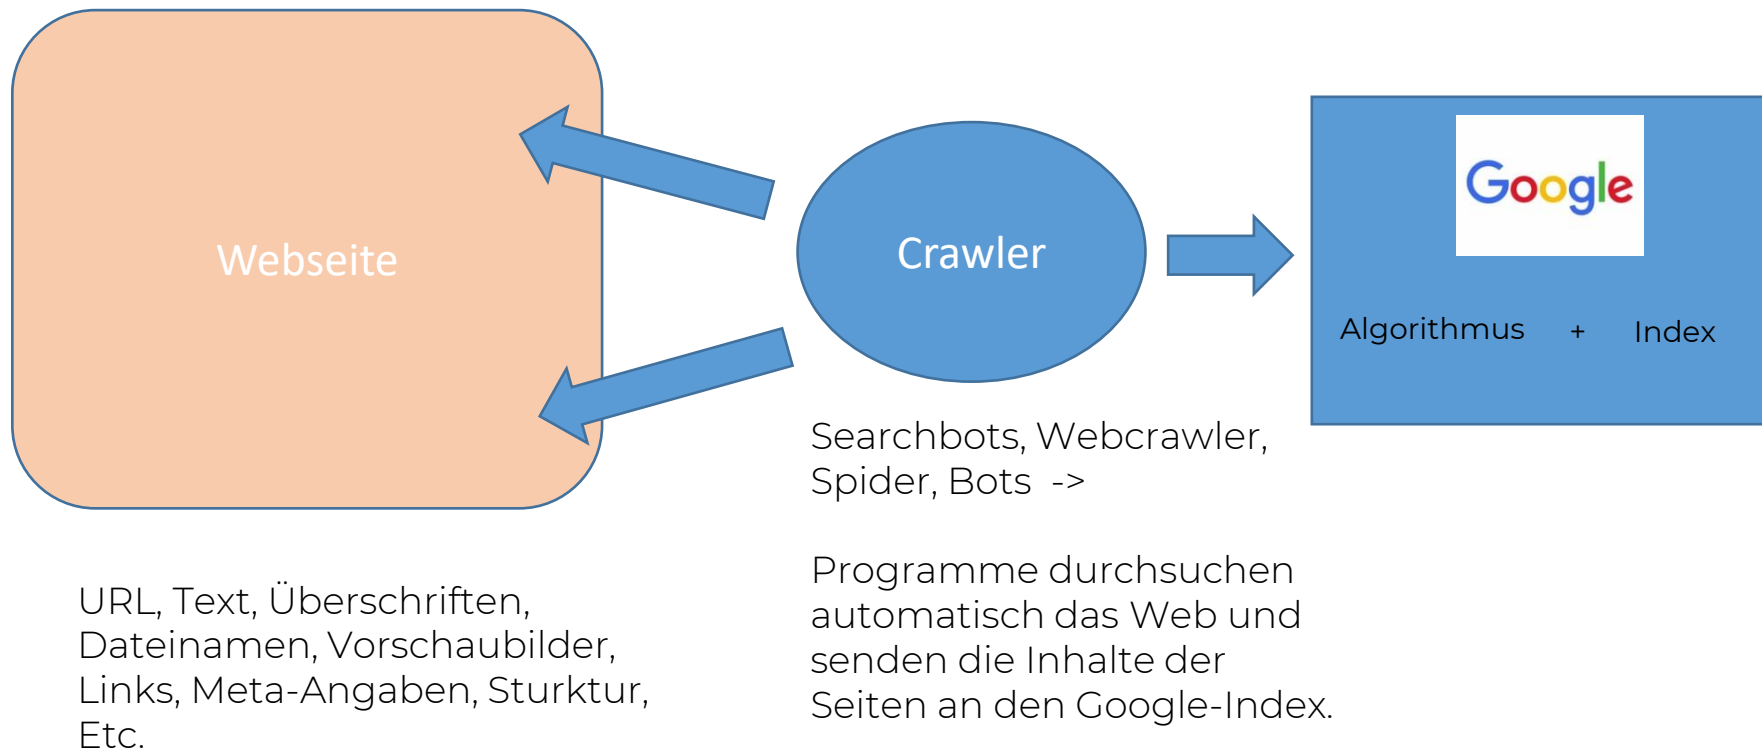 Webseite
URL, Text, Überschriften,
Dateinamen, Vorschaubilder,
Links, Meta-Angaben, Sturktur,
Etc.
Crawler
Searchbots, Webcrawler,
Spider, Bots ->
Programme durchsuchen
automatisch das Web und
senden die Inhalte der
Seiten an den Google-Index.
Google
Algorithmus + Index